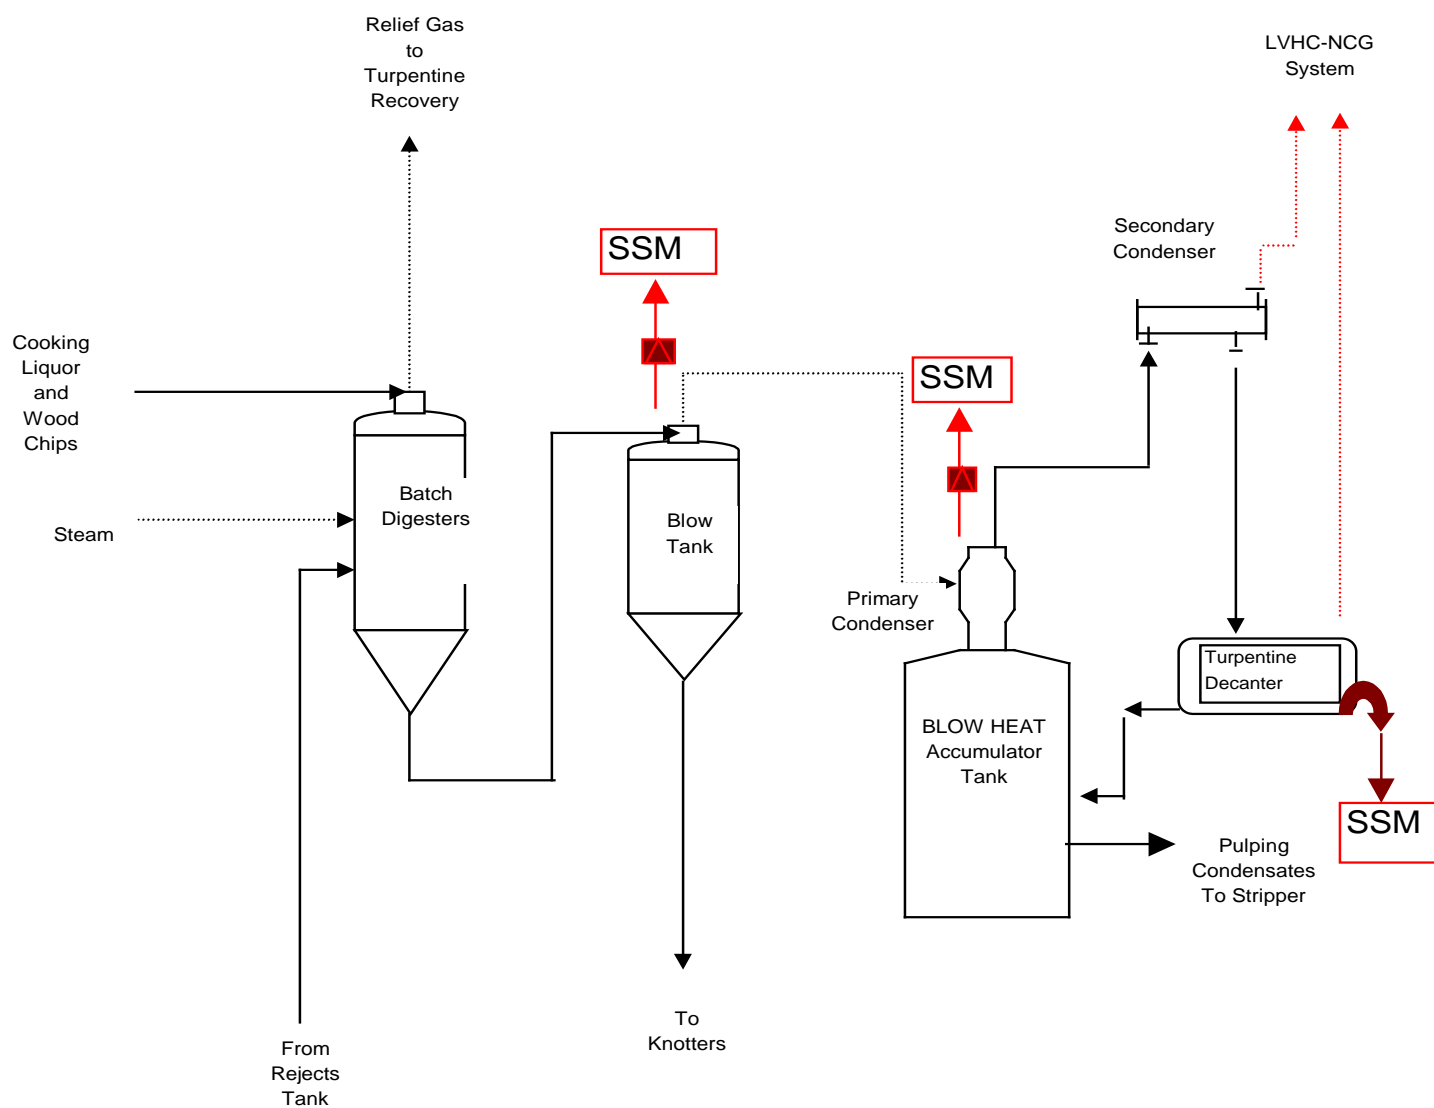 Relief Gas
to
Turpentine
Recovery
LVHC-NCG
System
Secondary
Condenser
SSM
SSM
Cooking
Liquor
and
Wood
Chips
Batch
Digesters
Steam
Blow
Tank
Primary
Condenser
Turpentine
Decanter
BLOW HEAT
Accumulator
Tank
SSM
Pulping
Condensates
To Stripper
To
Knotters
From
Rejects
Tank